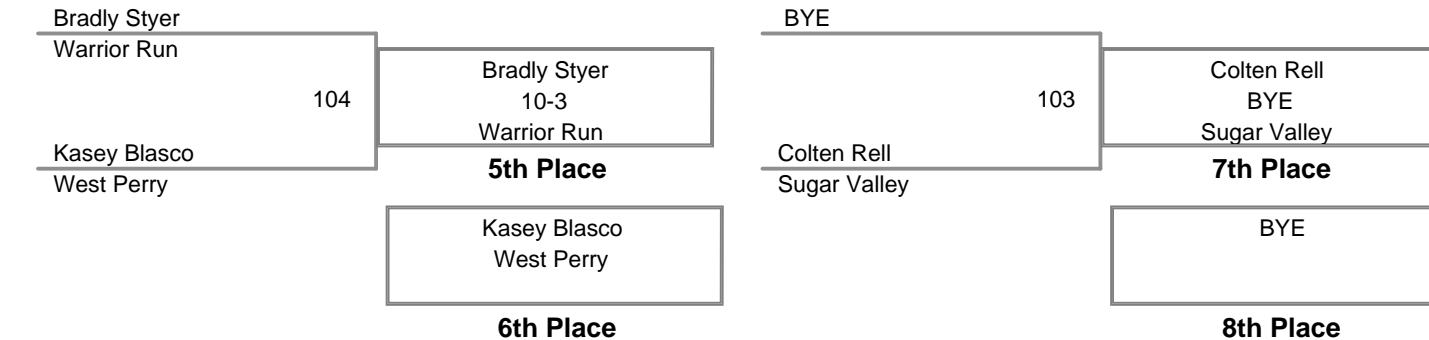 Bradly Styer
Warrior Run
104
Kasey Blasco
West Perry
Bradly Styer
10-3
Warrior Run
5th Place
Kasey Blasco
West Perry
6th Place
BYE
103
Colten Rell
Sugar Valley
Colten Rell
BYE
Sugar Valley
7th Place
BYE
8th Place